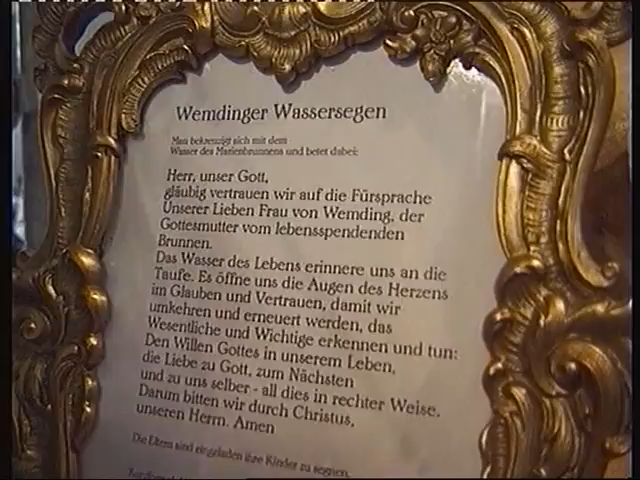 Wemdinger Wassersegen
Man bekreuzigt sich mit dem
Wasser des Marienbrunnens und betet dabei:
Herr, unser Gott,
gläubig vertrauen wir auf die Fürsprache
Unserer Lieben Frau von Wemding, der
Gottesmutter vom lebensspendenden
Brunnen.
Das Wasser des Lebens erinnere uns an die
Taufe. Es öffne uns die Augen des Herzens
im Glauben und Vertrauen, damit wir
umkehren und erneuert werden, das
Wesentliche und Wichtige erkennen und tun:
Den Willen Gottes in unserem Leben,
die Liebe zu Gott, zum Nächsten
und zu uns selber - all dies in rechter Weise.
Darum bitten wir durch Christus,
unseren Herrn. Amen
Die Eltern sind eingeladen ihre Kinder zu segnen.